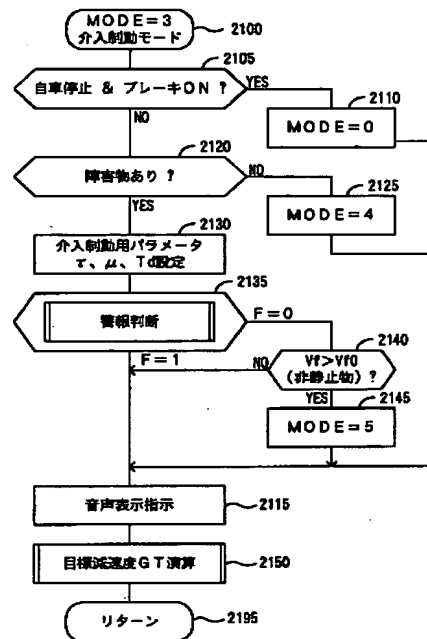 MODE=3
介入制動モード
2100
2105
自車停止 & ブレーキON ?
YES
2110
NO
MODE=0
2120
障害物あり ?
NO
2125
YES
MODE=4
2130
介入制動用パラメータ
τ、μ、Td設定
2135
警報判断
F=0
2140
F=1
NO
Vf>Vf0
(非静止物) ?
YES
2145
MODE=5
音声表示指示
2115
目標減速度GT演算
2150
リターン
2195